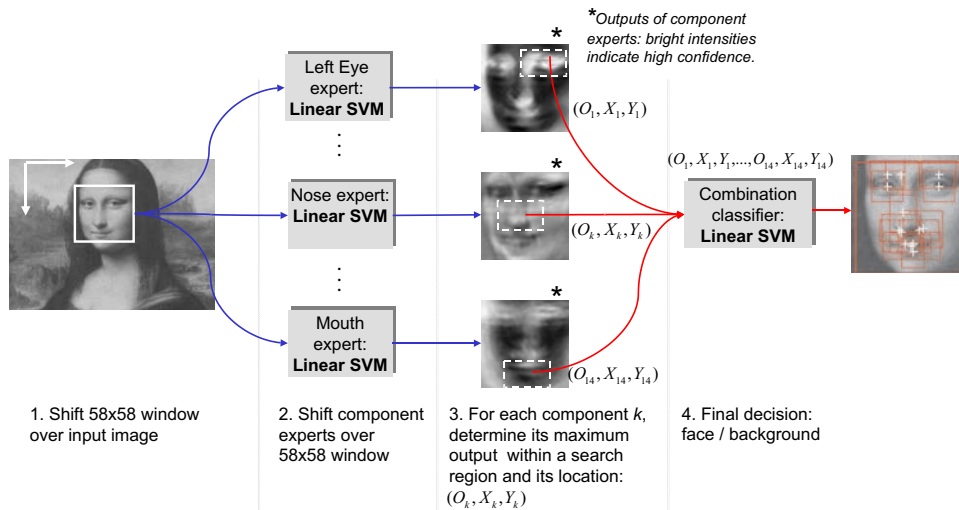 *Outputs of component
experts: bright intensities
indicate high confidence.
*
Left Eye
expert:
Linear SVM
(O₁, X₁, Y₁)
*
(O₁, X₁, Y₁,..., O₁₄, X₁₄, Y₁₄)
Nose expert:
Linear SVM
(Oₖ, Xₖ, Yₖ)
Combination
classifier:
Linear SVM
*
Mouth
expert:
Linear SVM
(O₁₄, X₁₄, Y₁₄)
1. Shift 58x58 window
over input image
2. Shift component
experts over
58x58 window
3. For each component k,
determine its maximum
output within a search
region and its location:
(Oₖ, Xₖ, Yₖ)
4. Final decision:
face / background